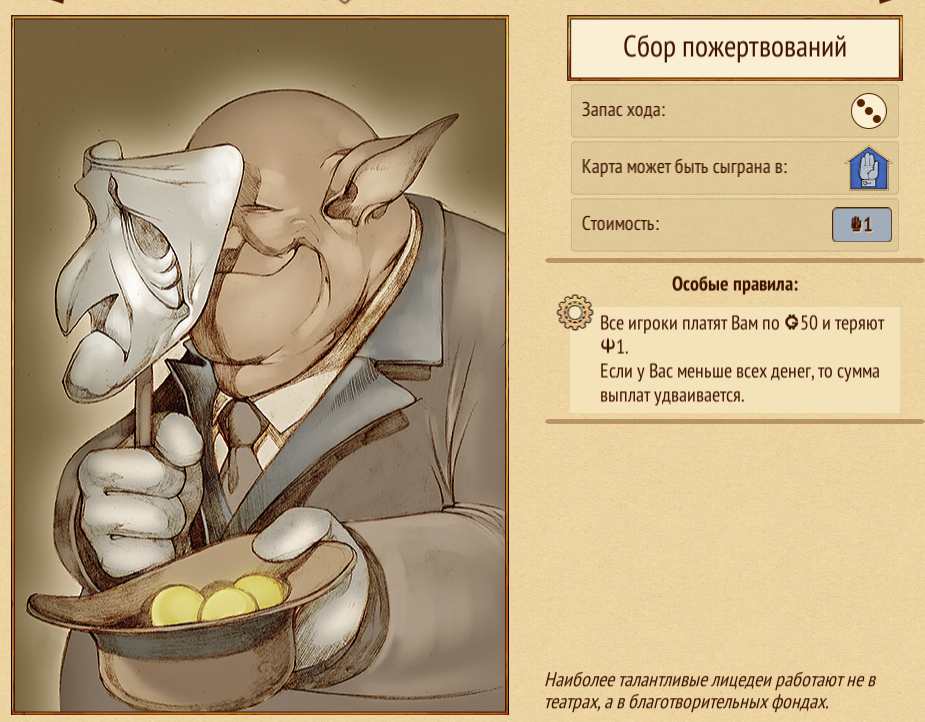 Сбор пожертвований
Запас хода:
Карта может быть сыграна в:
Стоимость:
1
Особые правила:
Все игроки платят Вам по 50 и теряют
1.
Если у Вас меньше всех денег, то сумма
выплат удваивается.
Наиболее талантливые лицедеи работают не в
театрах, а в благотворительных фондах.